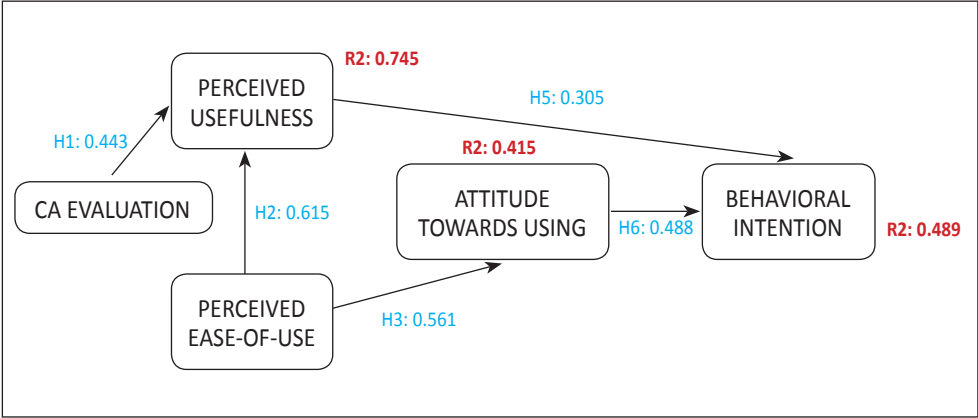 R2: 0.745
PERCEIVED
USEFULNESS
H5: 0.305
H1: 0.443
R2: 0.415
CA EVALUATION
H2: 0.615
ATTITUDE
TOWARDS USING
H6: 0.488
BEHAVIORAL
INTENTION
R2: 0.489
PERCEIVED
EASE-OF-USE
H3: 0.561